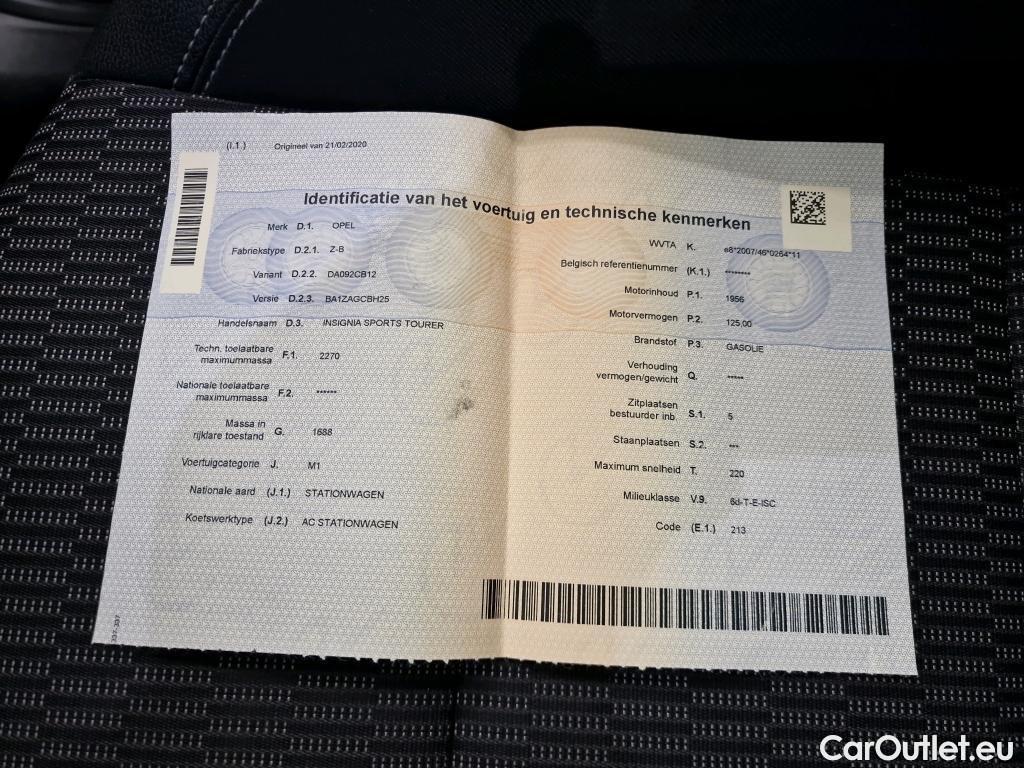 (I.1.) Origineel van 21/02/2020
Identificatie van het voertuig en technische kenmerken
Merk D.1. OPEL
Fabriekstype D.2.1. Z-B
Variant D.2.2. DA092CB12
Versie D.2.3. BA1ZAGCBH25
Handelsnaam D.3. INSIGNIA SPORTS TOURER
Techn. toelaatbare
maximummassa F.1. 2270
Nationale toelaatbare
maximummassa F.2. ******
Massa in
rijklare toestand G. 1688
Voertuigcategorie J. M1
Nationale aard (J.1.) STATIONWAGEN
Koetswerktype (J.2.) AC STATIONWAGEN
WVTA K. e8*2007/46*0264*11
Belgisch referentienummer (K.1.) ********
Motorinhoud P.1. 1956
Motorvermogen P.2. 125,00
Brandstof P.3. GASOLIE
Verhouding
vermogen/gewicht Q. *****
Zitplaatsen
bestuurder inb. S.1. 5
Staanplaatsen S.2. ***
Maximum snelheid T. 220
Milieuklasse V.9. 6d-T-E-ISC
Code (E.1.) 213
337-337
CarOutlet.eu